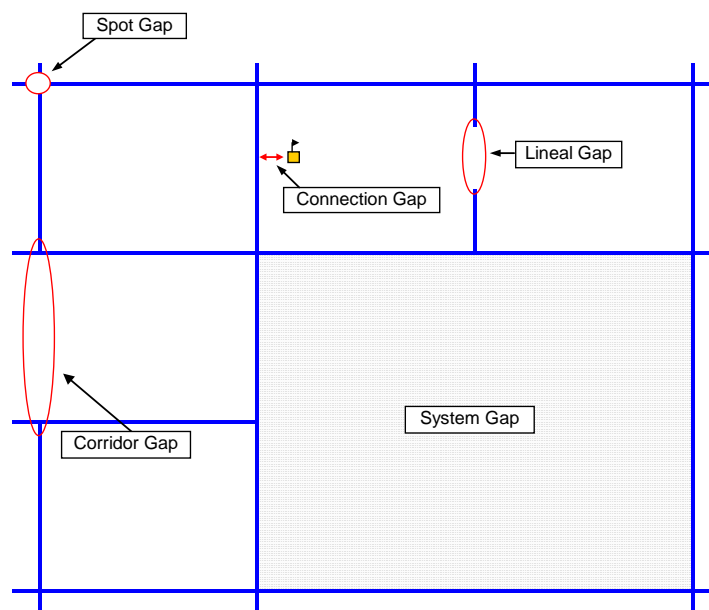 Spot Gap
Lineal Gap
Connection Gap
System Gap
Corridor Gap